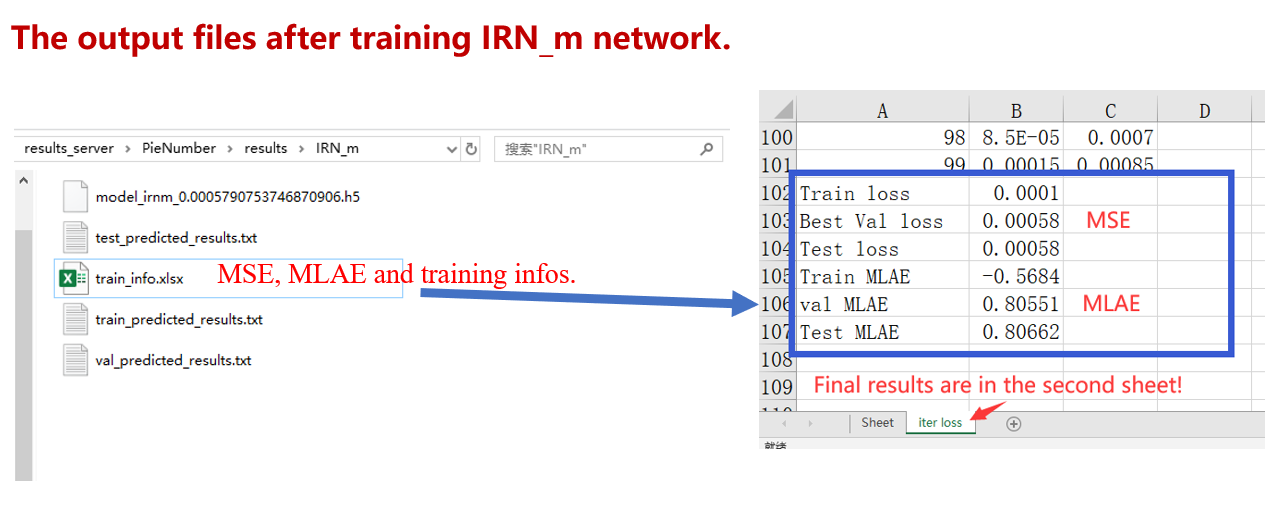 The output files after training IRN_m network.
results_server > PieNumber > results > IRN_m
搜索"IRN_m"
model_irnm_0.0005790753746870906.h5
test_predicted_results.txt
train_info.xlsx
MSE, MLAE and training infos.
train_predicted_results.txt
val_predicted_results.txt
A B C D
100 98 8.5E-05 0.0007
101 99 0.00015 0.00085
102 Train loss 0.0001
103 Best Val loss 0.00058 MSE
104 Test loss 0.00058
105 Train MLAE -0.5684
106 val MLAE 0.80551 MLAE
107 Test MLAE 0.80662
108
109
Final results are in the second sheet!
Sheet iter loss
就绪